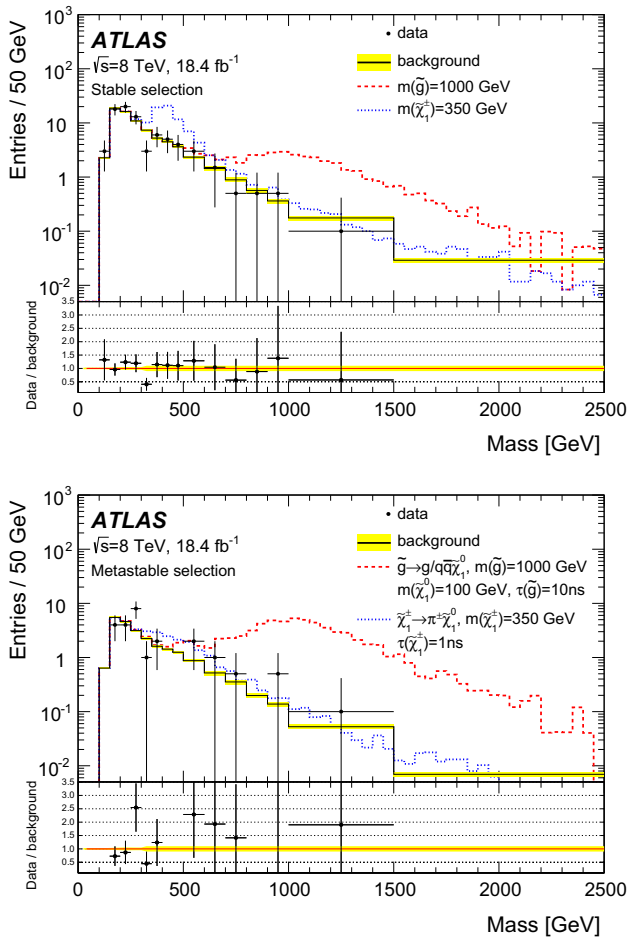 ATLAS
√s=8 TeV, 18.4 fb⁻¹
Stable selection
data
background
m(g̃)=1000 GeV
m(χ̃₁±)=350 GeV
Entries / 50 GeV
10³
10²
10
1
10⁻¹
10⁻²
Data / background
3.5
3.0
2.5
2.0
1.5
1.0
0.5
0 500 1000 1500 2000 2500
Mass [GeV]
ATLAS
√s=8 TeV, 18.4 fb⁻¹
Metastable selection
data
background
g̃→g/qq̅χ̃₁⁰, m(g̃)=1000 GeV
m(χ̃₁⁰)=100 GeV, τ(g̃)=10ns
χ̃₁±→π±χ̃₁⁰, m(χ̃₁±)=350 GeV
τ(χ̃₁±)=1ns
Entries / 50 GeV
10³
10²
10
1
10⁻¹
10⁻²
Data / background
3.5
3.0
2.5
2.0
1.5
1.0
0.5
0 500 1000 1500 2000 2500
Mass [GeV]